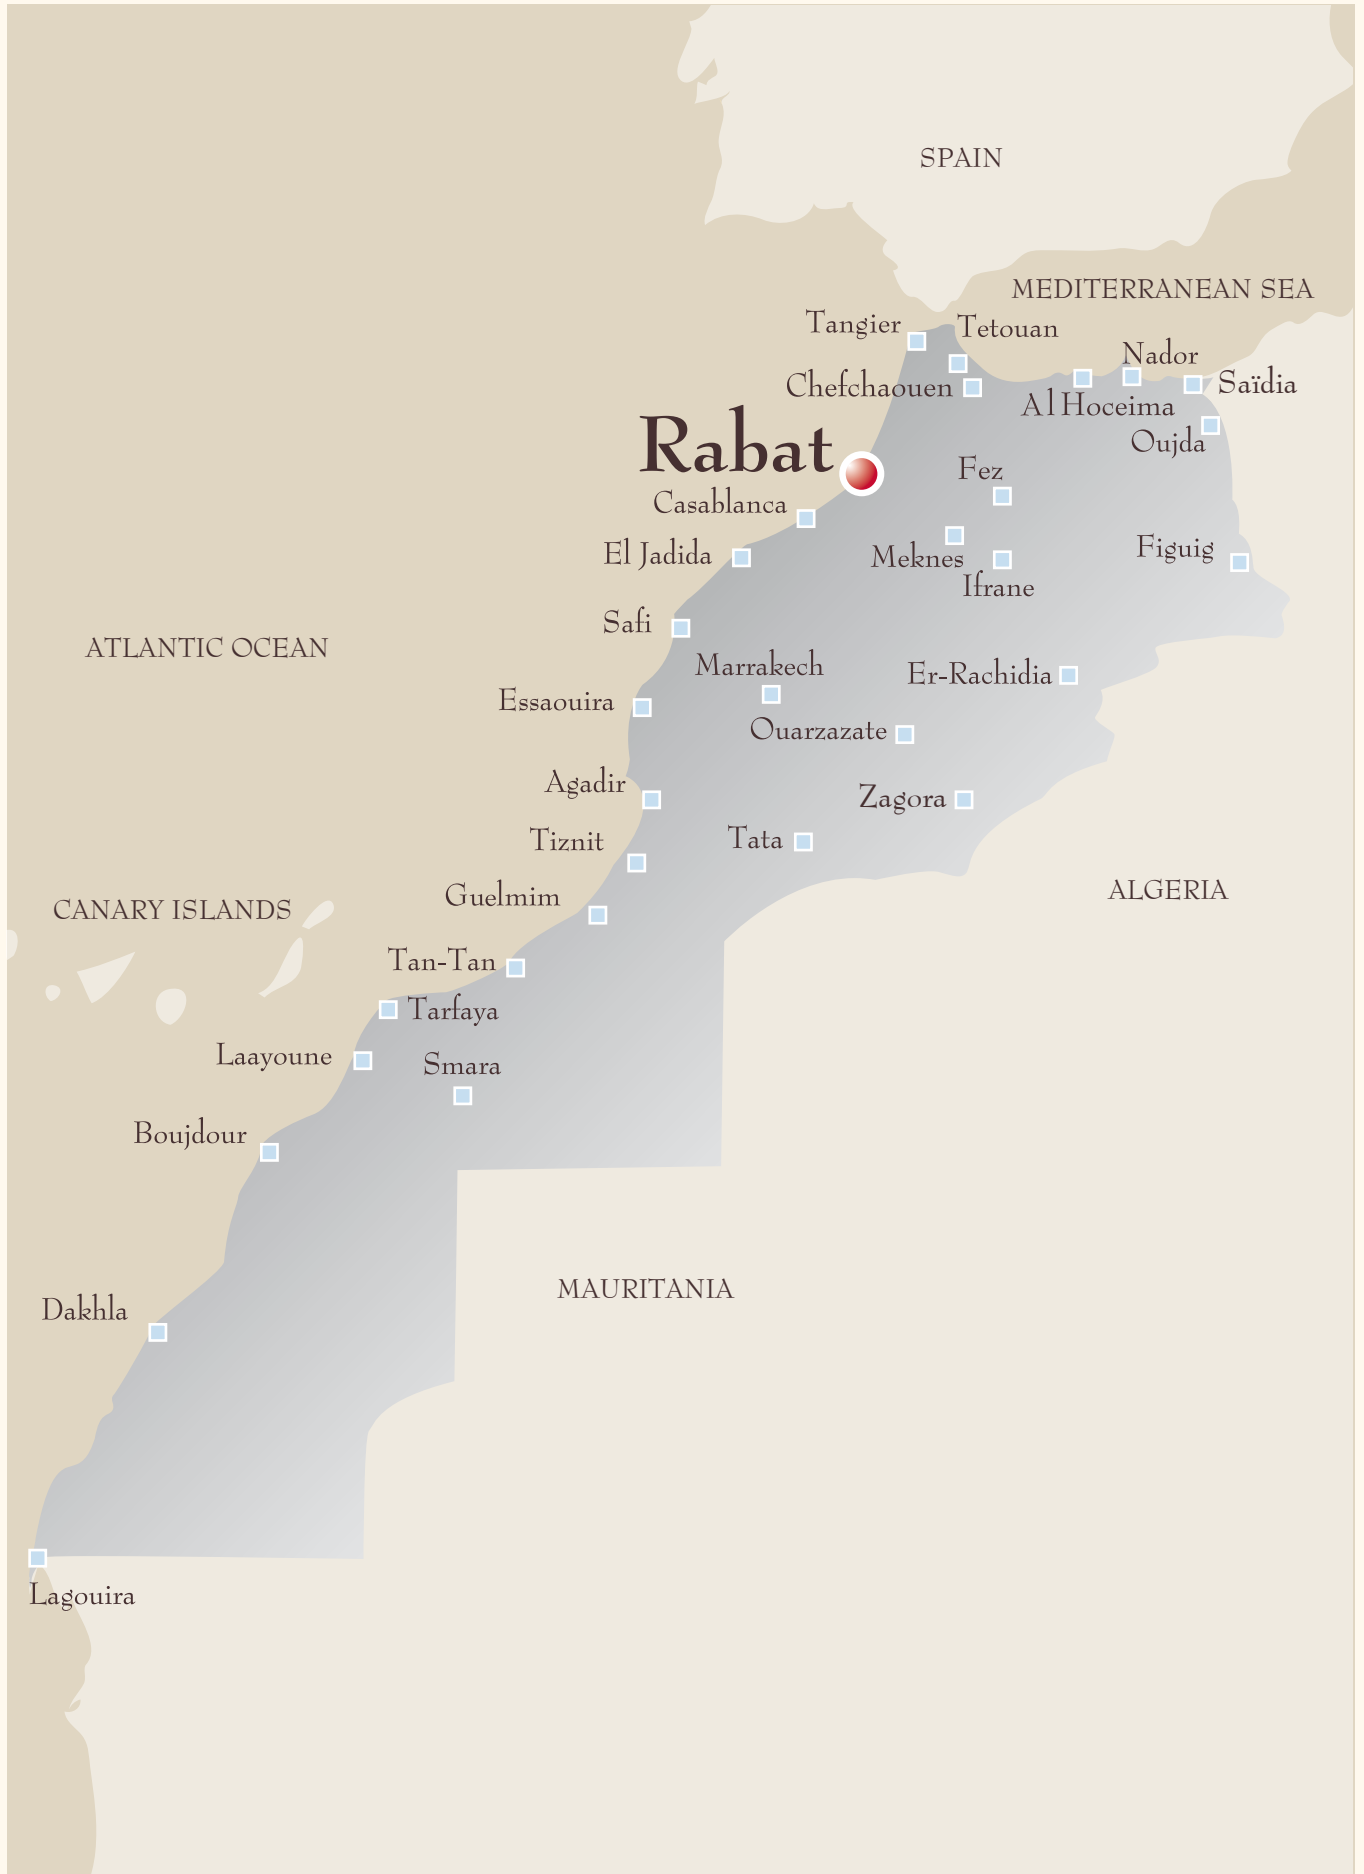 SPAIN
MEDITERRANEAN SEA
Tangier
Tetouan
Nador
Saïdia
Chefchaouen
Al Hoceima
Rabat
Oujda
Fez
Casablanca
El Jadida
Meknes
Figuig
Ifrane
Safi
ATLANTIC OCEAN
Marrakech
Er-Rachidia
Essaouira
Ouarzazate
Agadir
Zagora
Tiznit
Tata
ALGERIA
Guelmim
CANARY ISLANDS
Tan-Tan
Tarfaya
Laayoune
Smara
Boujdour
MAURITANIA
Dakhla
Lagouira